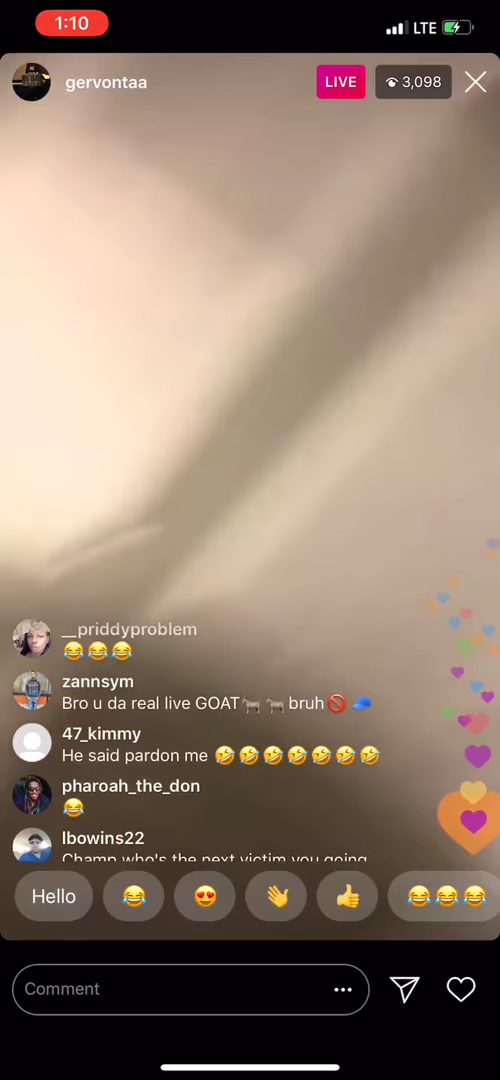 1:10
LTE
gervontaa
LIVE
3,098
__priddyproblem
😂😂😂
zannsym
Bro u da real live GOAT🐐🐐bruh🚫🧢
47_kimmy
He said pardon me 🤣🤣🤣🤣🤣🤣🤣
pharoah_the_don
😂
lbowins22
Champ who's the next victim you going
Hello 😂 😍 👋 👍 😂😂😂
Comment